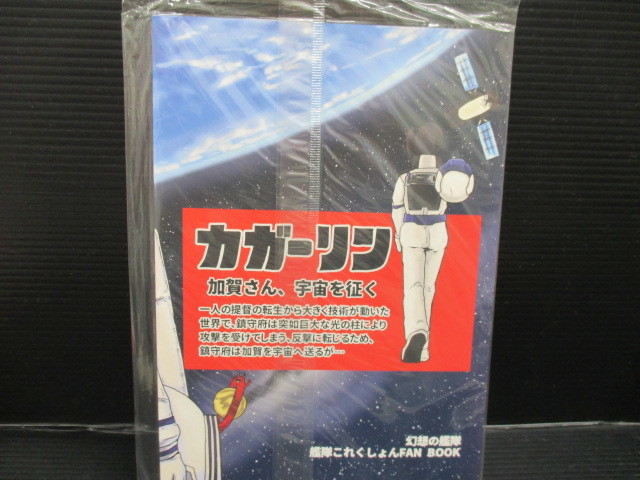 カガーリン
加賀さん、宇宙を征く
一人の提督の転生から大きく技術が動いた
世界で、鎮守府は突如巨大な光の柱により
攻撃を受けてしまう、反撃に転じるため、
鎮守府は加賀を宇宙へ送るが―
幻想の艦隊
艦隊これくしょんFAN BOOK